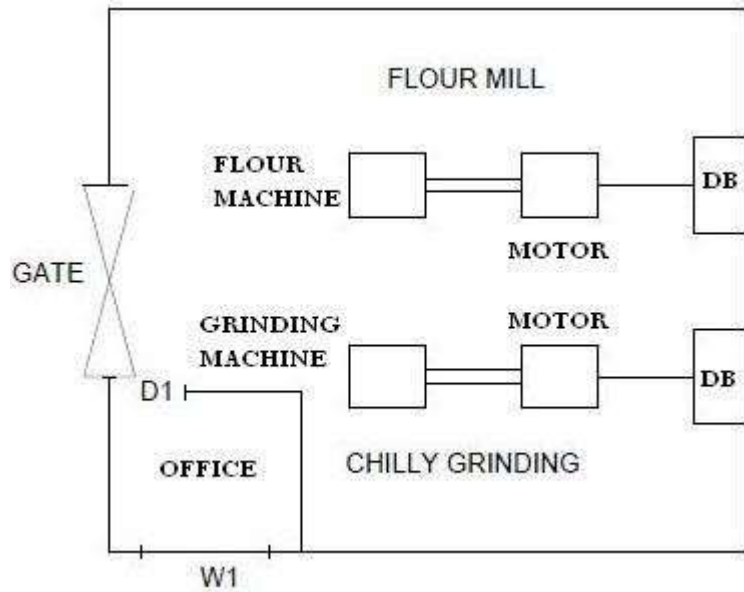 FLOUR MILL
FLOUR
MACHINE
DB
MOTOR
GATE
GRINDING
MACHINE
MOTOR
DB
D1
OFFICE
CHILLY GRINDING
W1